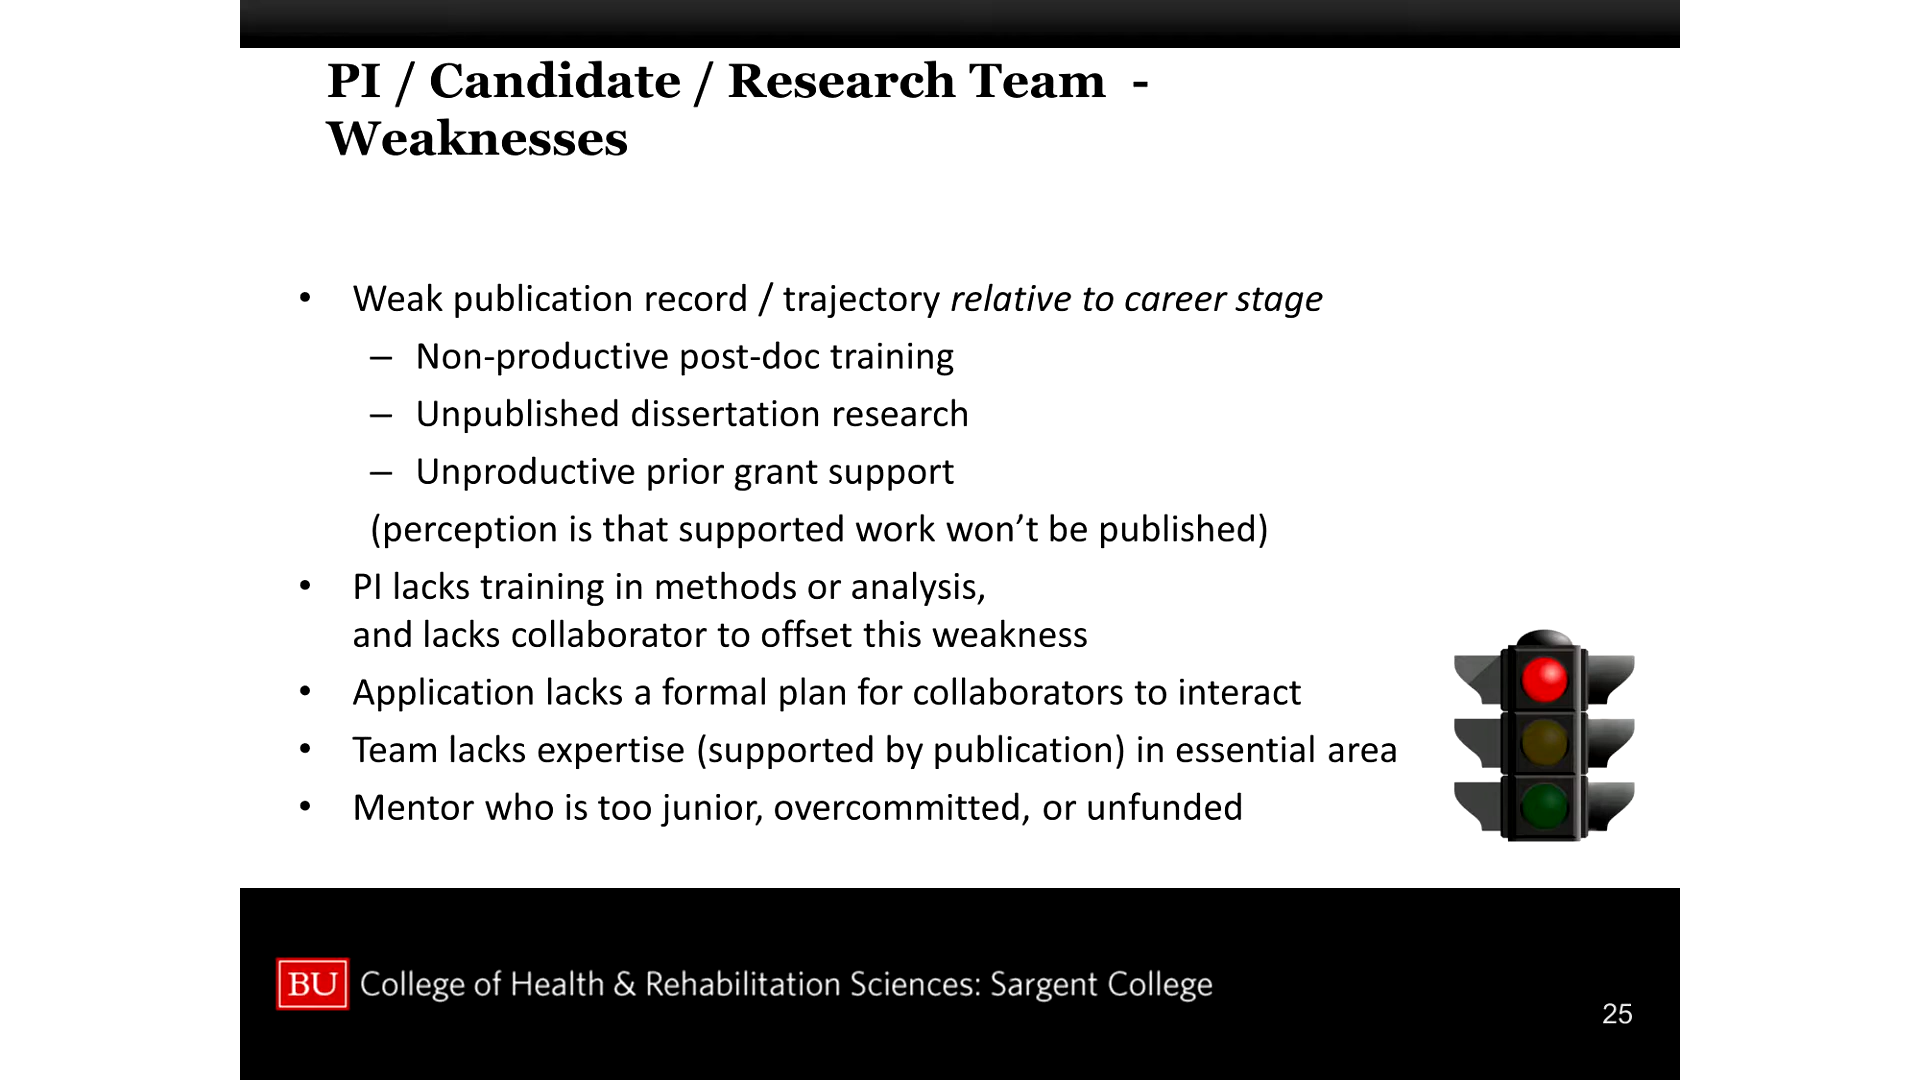 PI / Candidate / Research Team  -
Weaknesses
• Weak publication record / trajectory relative to career stage
– Non-productive post-doc training
– Unpublished dissertation research
– Unproductive prior grant support
(perception is that supported work won’t be published)
• PI lacks training in methods or analysis,
and lacks collaborator to offset this weakness
• Application lacks a formal plan for collaborators to interact
• Team lacks expertise (supported by publication) in essential area
• Mentor who is too junior, overcommitted, or unfunded
BU College of Health & Rehabilitation Sciences: Sargent College
25